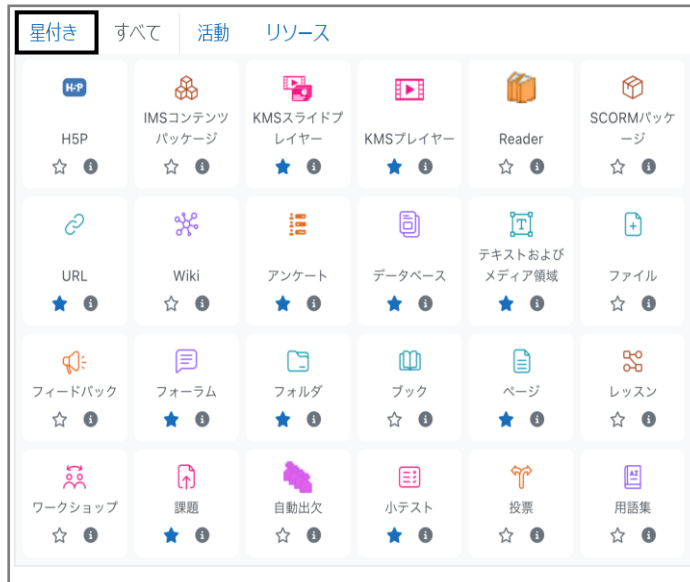 星付き すべて 活動 リソース
H-P
H5P
IMSコンテンツ
パッケージ
KMSスライドプ
レイヤー
KMSプレイヤー
Reader
SCORMパッケ
ージ
URL
Wiki
アンケート
データベース
T
テキストおよび
メディア領域
ファイル
フィードバック
フォーラム
フォルダ
ブック
ページ
レッスン
ワークショップ
課題
自動出欠
小テスト
投票
AZ
用語集